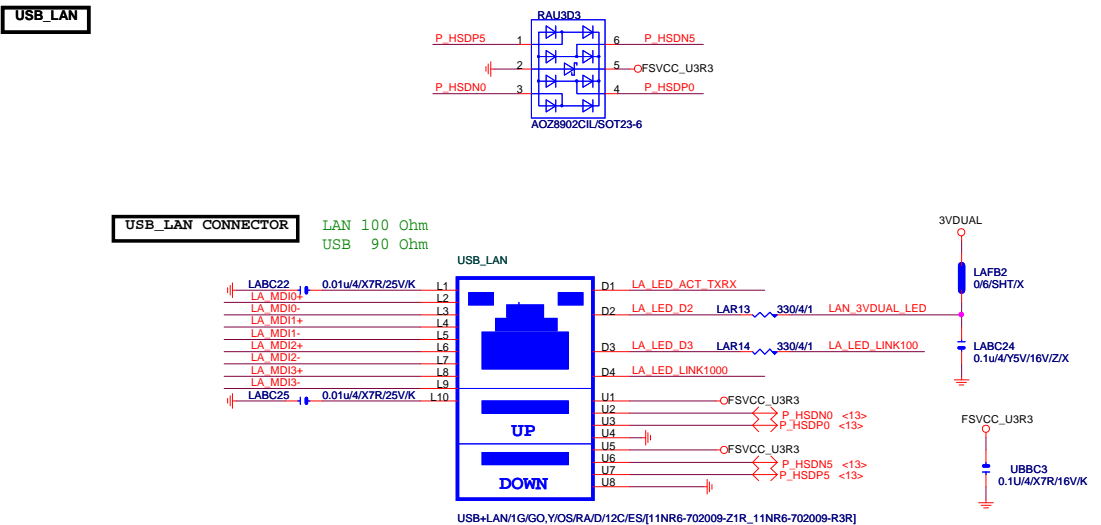 USB_LAN
RAU3D3
P_HSDP5 1 6 P_HSDN5
2 5 FSVCC_U3R3
P_HSDN0 3 4 P_HSDP0
AOZ8902CIL/SOT23-6
USB_LAN CONNECTOR
LAN 100 Ohm
USB 90 Ohm
USB_LAN
LABC22 0.01u/4/X7R/25V/K L1
LA_MDI0+ L2
LA_MDI0- L3
LA_MDI1+ L4
LA_MDI1- L5
LA_MDI2+ L6
LA_MDI2- L7
LA_MDI3+ L8
LA_MDI3- L9
LABC25 0.01u/4/X7R/25V/K L10
UP
DOWN
D1 LA_LED_ACT_TXRX
D2 LA_LED_D2 LAR13 330/4/1 LAN_3VDUAL_LED
D3 LA_LED_D3 LAR14 330/4/1 LA_LED_LINK100
D4 LA_LED_LINK1000
U1 FSVCC_U3R3
U2 P_HSDN0 <13>
U3 P_HSDP0 <13>
U4
U5 FSVCC_U3R3
U6 P_HSDN5 <13>
U7 P_HSDP5 <13>
U8
USB+LAN/1G/GO,Y/OS/RA/D/12C/ES/[11NR6-702009-Z1R_11NR6-702009-R3R]
3VDUAL
LAFB2
0/6/SHT/X
LABC24
0.1u/4/Y5V/16V/Z/X
FSVCC_U3R3
UBBC3
0.1U/4/X7R/16V/K